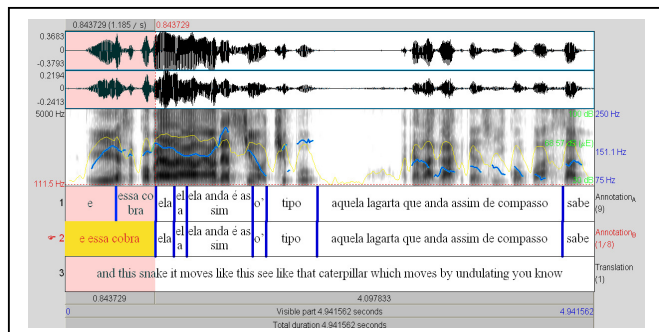 0.843729 (1.185 / s) 0.843729
0.3683
-0.3793
0.2194
-0.2413
5000 Hz 250 Hz
151.1 Hz
111.5 Hz 75 Hz
1 e essa co bra ela el a ela anda é as sim o' tipo aquela lagarta que anda assim de compasso sabe Annotation_A (9)
2 e essa cobra ela el a ela anda é as sim o' tipo aquela lagarta que anda assim de compasso sabe Annotation_B (1/8)
3 and this snake it moves like this see like that caterpillar which moves by undulating you know Translation (1)
0.843729 4.097833
0 Visible part 4.941562 seconds 4.941562
Total duration 4.941562 seconds